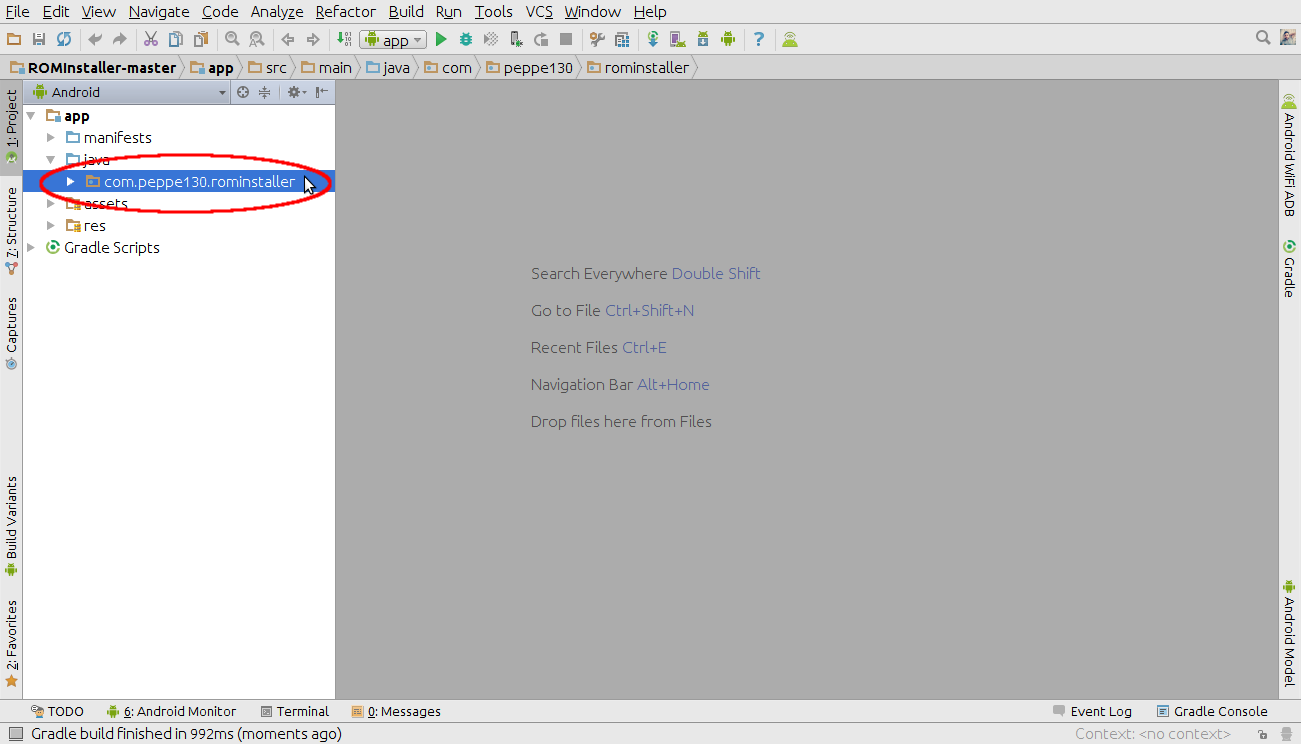 File Edit View Navigate Code Analyze Refactor Build Run Tools VCS Window Help
app
ROMInstaller-master app src main java com peppe130 rominstaller
Android
app
manifests
java
com.peppe130.rominstaller
assets
res
Gradle Scripts
1: Project
7: Structure
Captures
Build Variants
2: Favorites
Search Everywhere Double Shift
Go to File Ctrl+Shift+N
Recent Files Ctrl+E
Navigation Bar Alt+Home
Drop files here from Files
Android WiFi ADB
Gradle
Android Model
TODO 6: Android Monitor Terminal 0: Messages Event Log Gradle Console
Gradle build finished in 992ms (moments ago) Context: <no context>